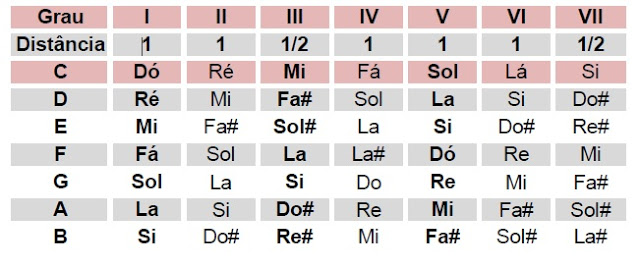 Grau I II III IV V VI VII
Distância 1 1 1/2 1 1 1 1/2
C Dó Ré Mi Fá Sol Lá Si
D Ré Mi Fa# Sol La Si Do#
E Mi Fa# Sol# La Si Do# Re#
F Fá Sol La La# Dó Re Mi
G Sol La Si Do Re Mi Fa#
A La Si Do# Re Mi Fa# Sol#
B Si Do# Re# Mi Fa# Sol# La#